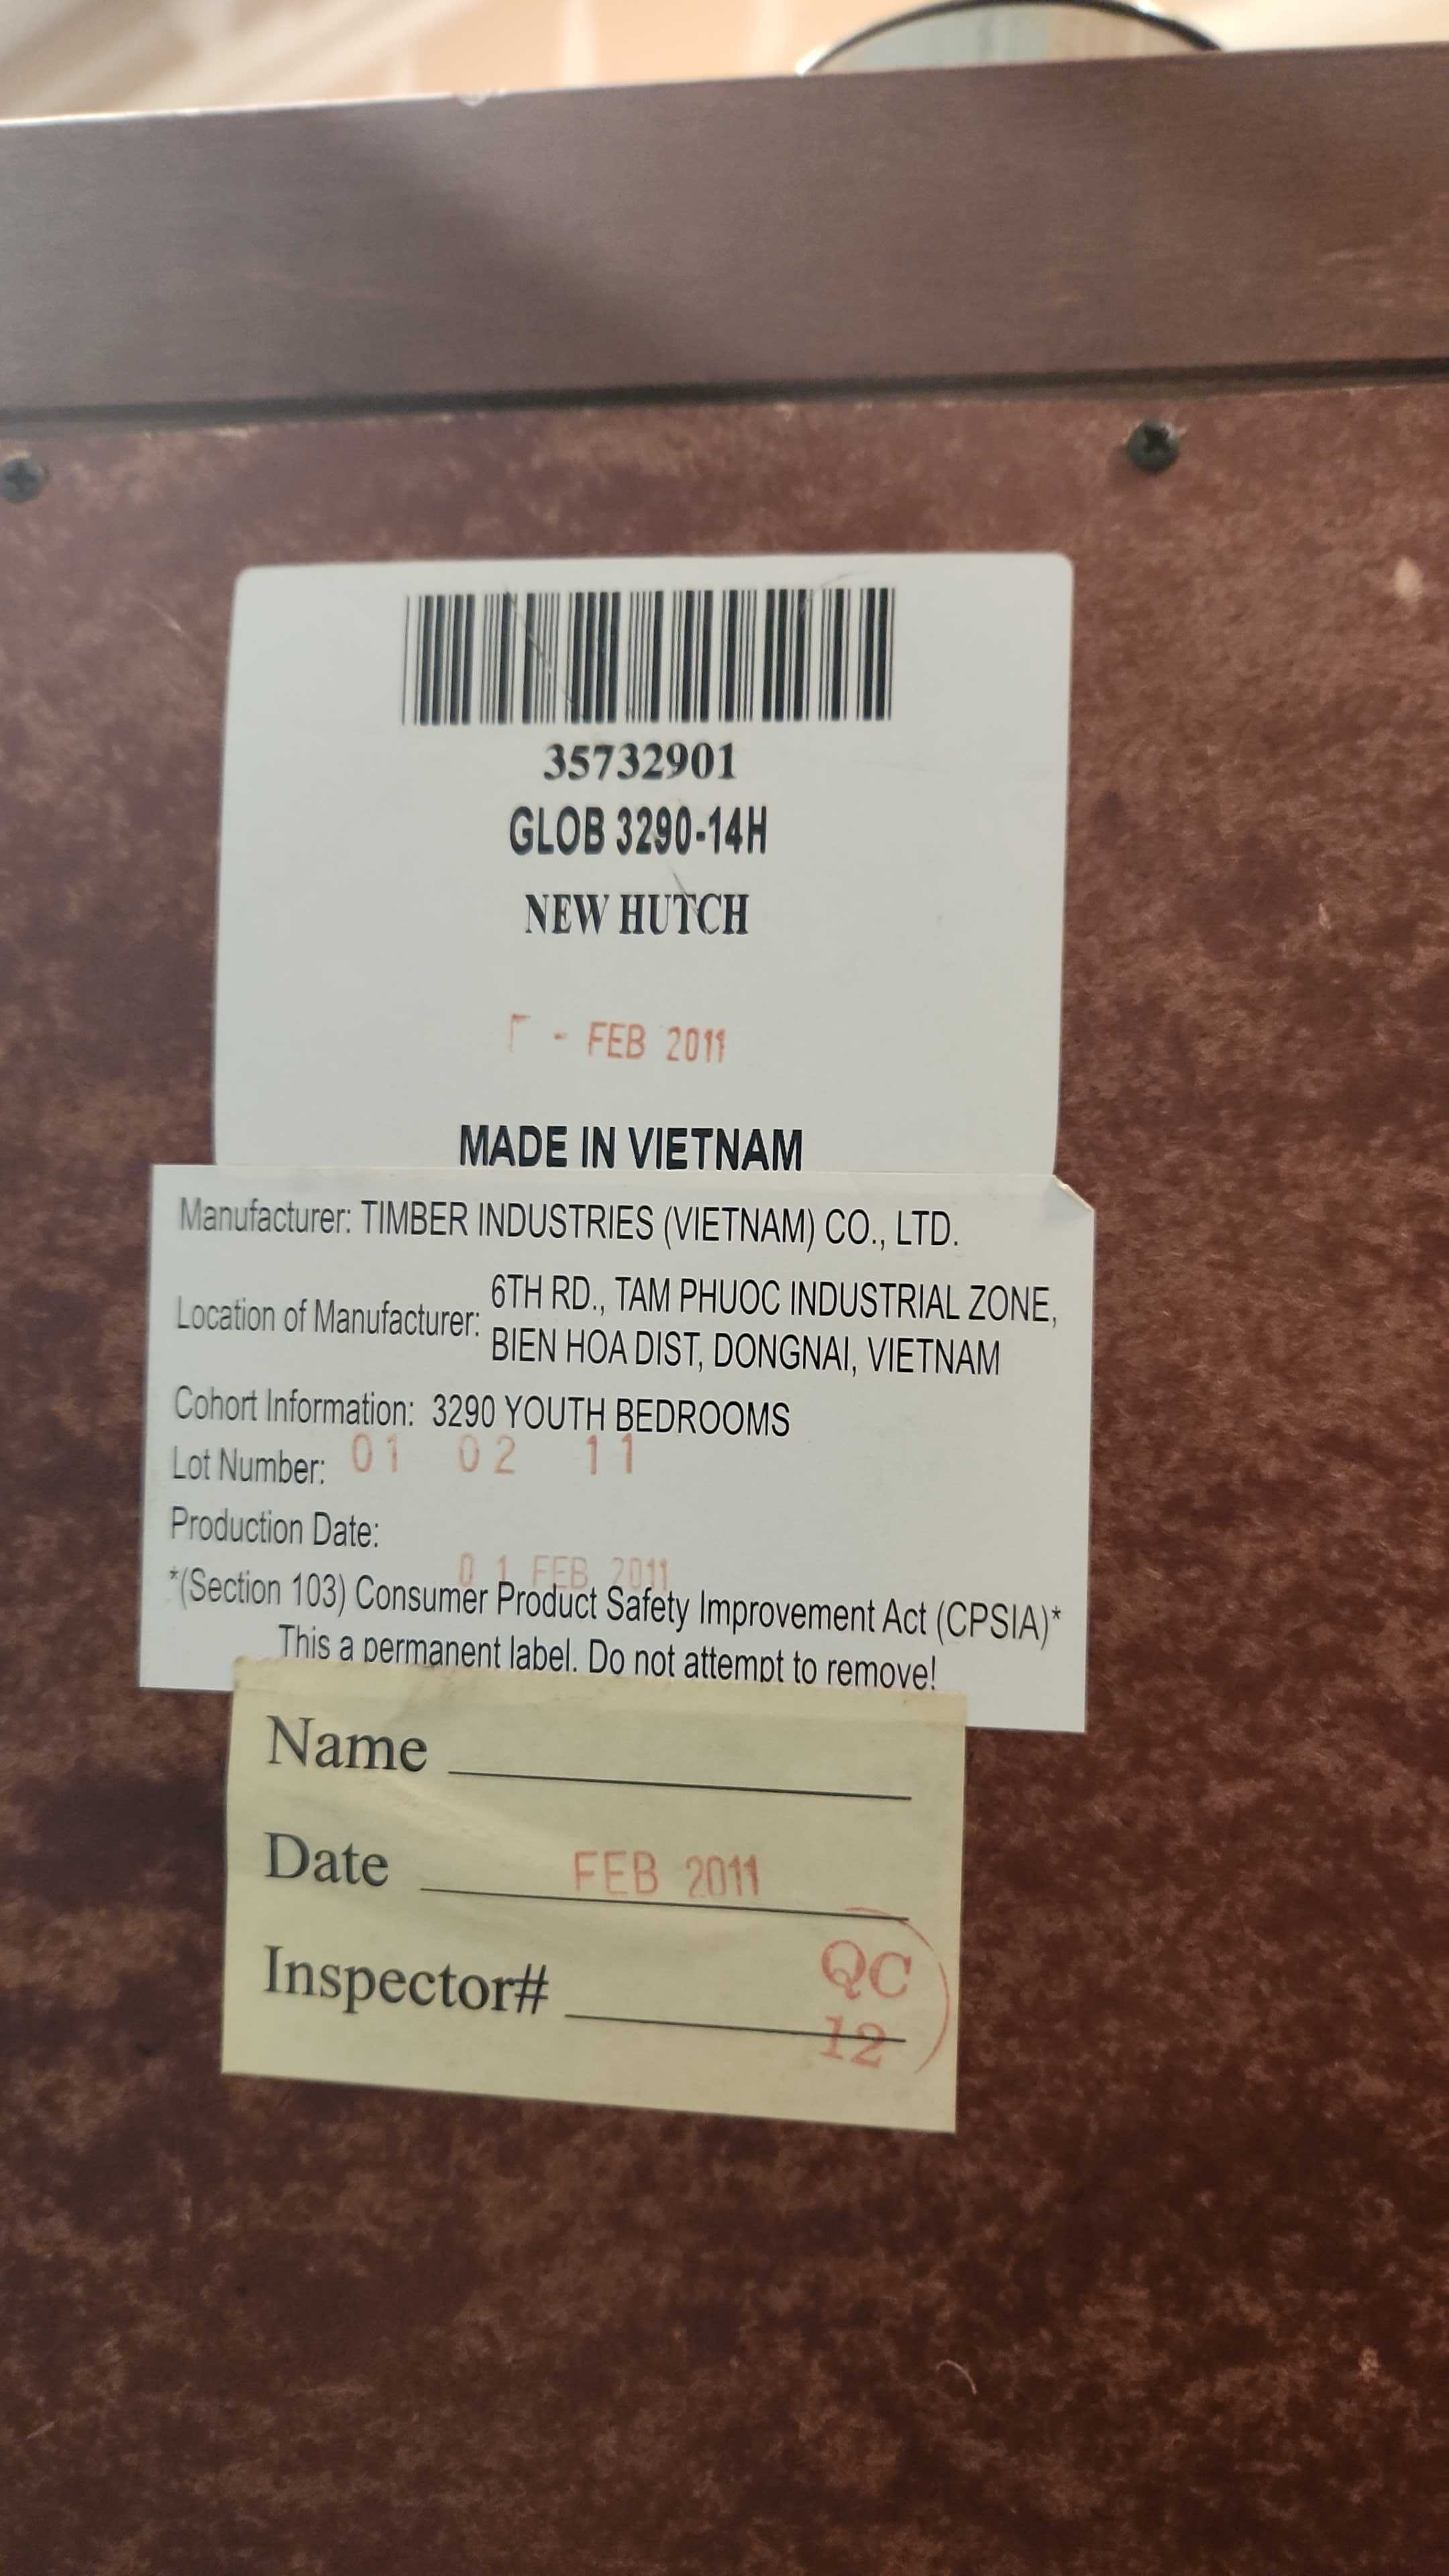 35732901
GLOB 3290-14H
NEW HUTCH
- FEB 2011
MADE IN VIETNAM
Manufacturer: TIMBER INDUSTRIES (VIETNAM) CO., LTD.
Location of Manufacturer: 6TH RD., TAM PHUOC INDUSTRIAL ZONE,
BIEN HOA DIST, DONGNAI, VIETNAM
Cohort Information: 3290 YOUTH BEDROOMS
Lot Number: 01 02 11
Production Date:
01 FEB 2011
*(Section 103) Consumer Product Safety Improvement Act (CPSIA)*
This a permanent label. Do not attempt to remove!
Name
Date FEB 2011
Inspector# QC
12